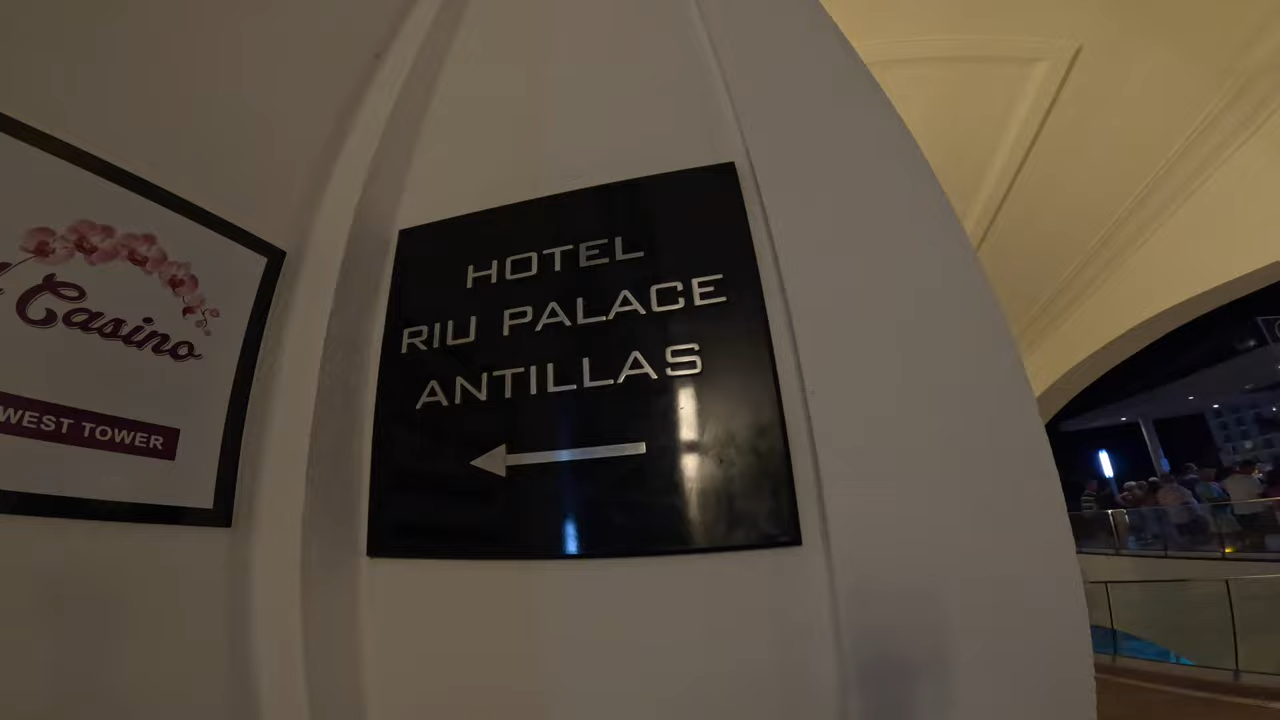 Casino
WEST TOWER
HOTEL
RIU PALACE
ANTILLAS